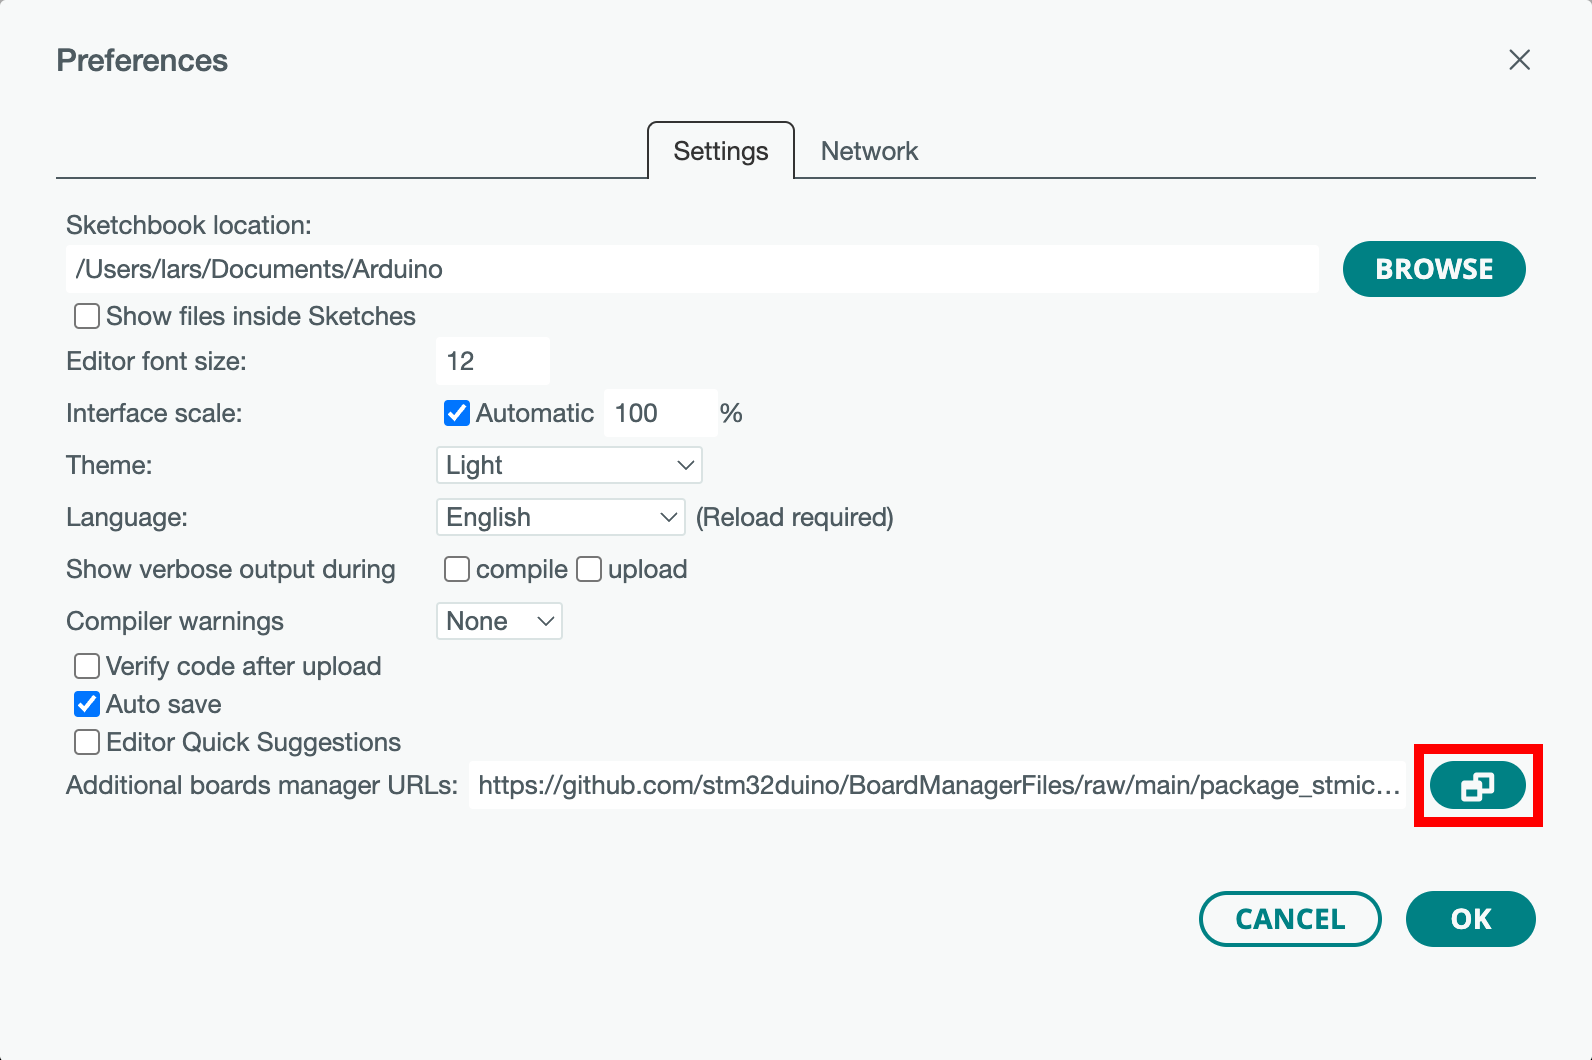 Preferences
Settings Network
Sketchbook location:
/Users/lars/Documents/Arduino BROWSE
Show files inside Sketches
Editor font size: 12
Interface scale: Automatic 100 %
Theme: Light
Language: English (Reload required)
Show verbose output during compile upload
Compiler warnings None
Verify code after upload
Auto save
Editor Quick Suggestions
Additional boards manager URLs: https://github.com/stm32duino/BoardManagerFiles/raw/main/package_stmic...
CANCEL OK